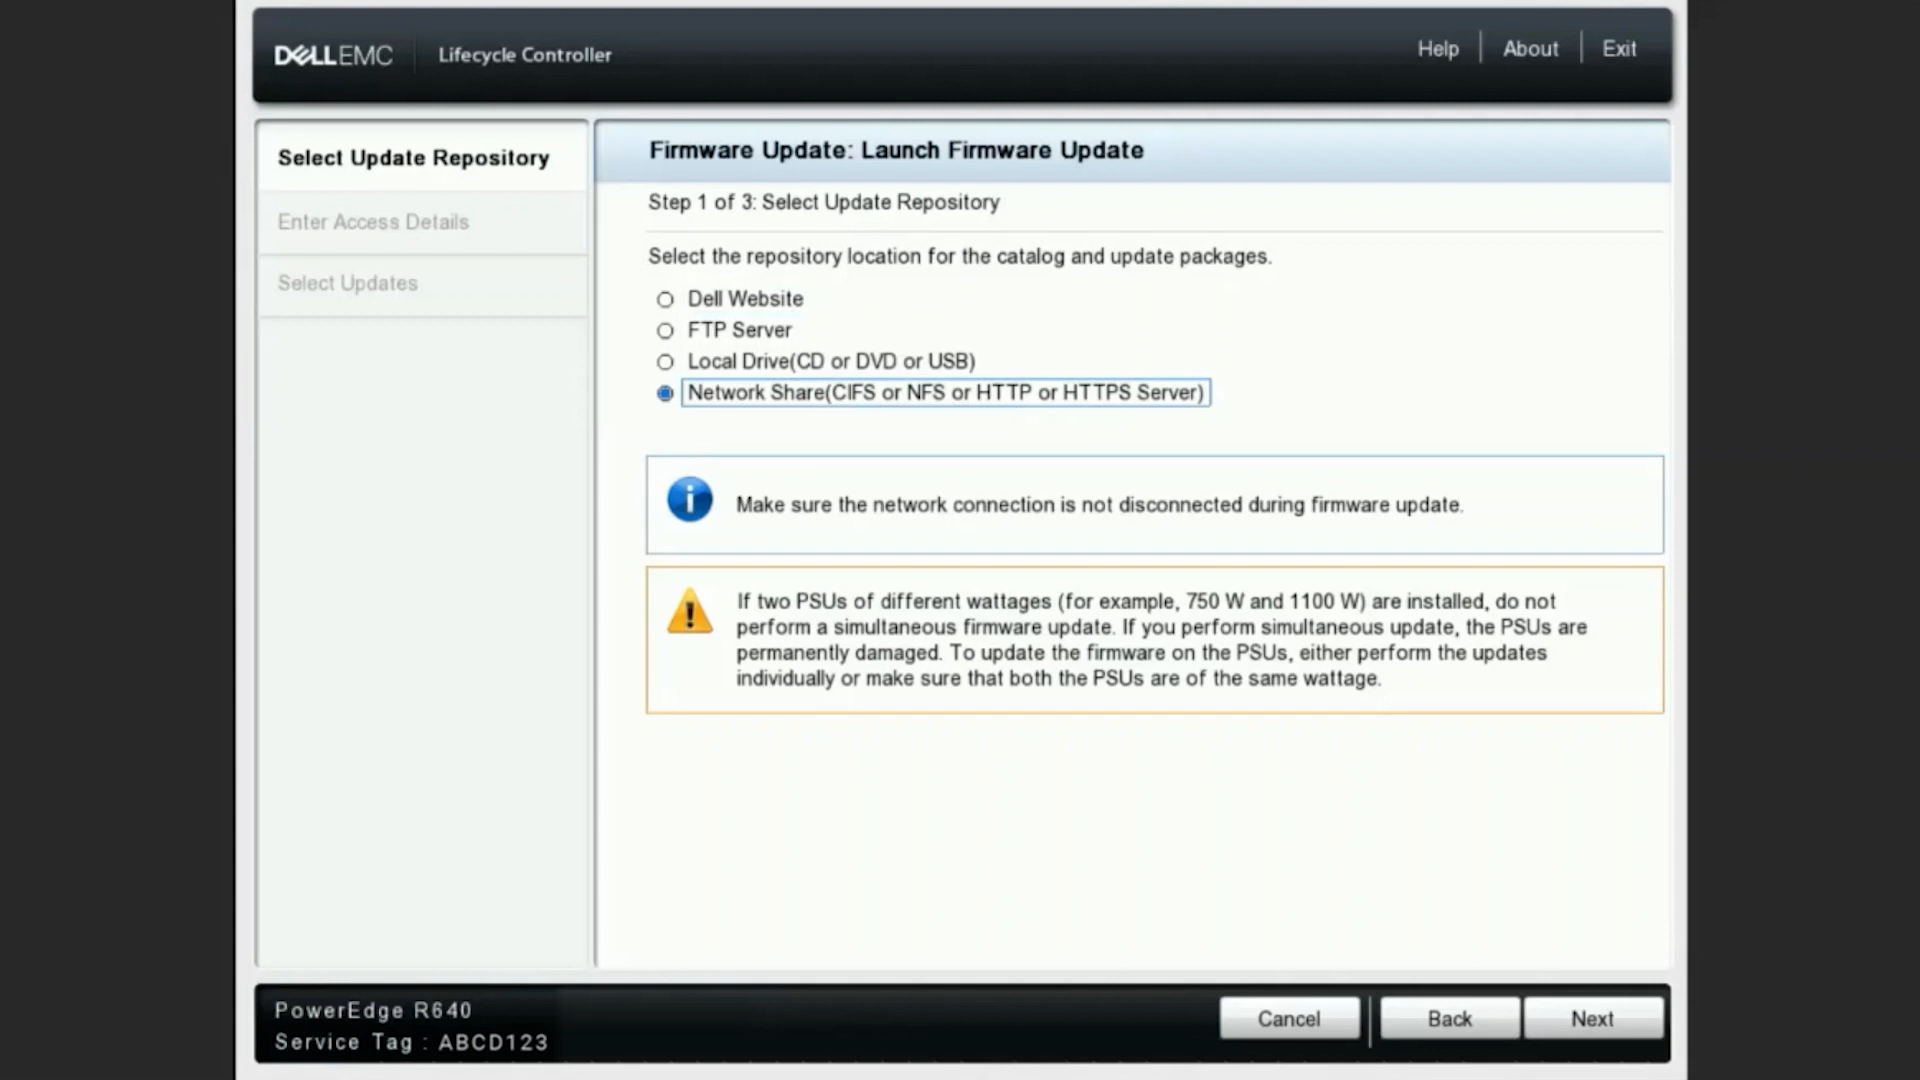 DELLEMC Lifecycle Controller
Help About Exit
Select Update Repository
Enter Access Details
Select Updates
Firmware Update: Launch Firmware Update
Step 1 of 3: Select Update Repository
Select the repository location for the catalog and update packages.
Dell Website
FTP Server
Local Drive(CD or DVD or USB)
Network Share(CIFS or NFS or HTTP or HTTPS Server)
i
Make sure the network connection is not disconnected during firmware update.
!
If two PSUs of different wattages (for example, 750 W and 1100 W) are installed, do not
perform a simultaneous firmware update. If you perform simultaneous update, the PSUs are
permanently damaged. To update the firmware on the PSUs, either perform the updates
individually or make sure that both the PSUs are of the same wattage.
PowerEdge R640
Service Tag : ABCD123
Cancel Back Next